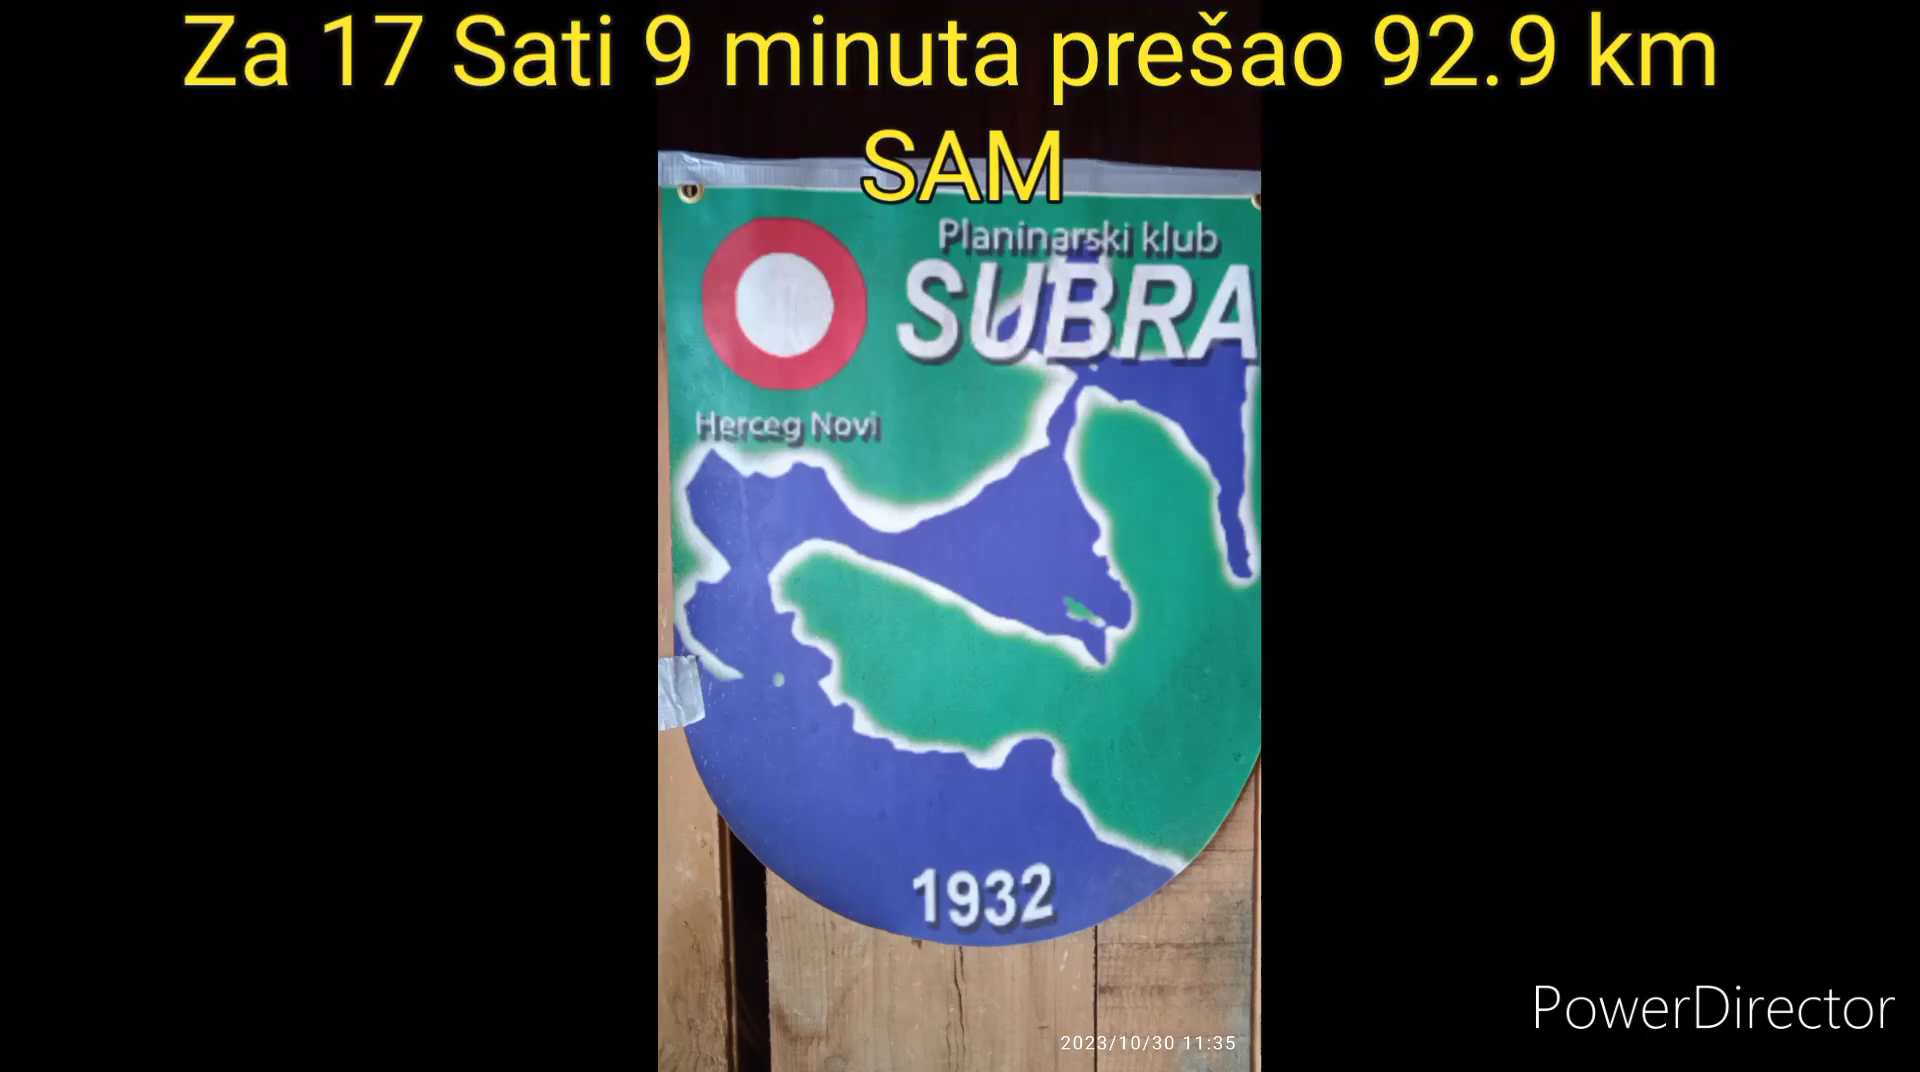 Za 17 Sati 9 minuta prešao 92.9 km
SAM
Planinarski klub
SUBRA
Herceg Novi
1932
PowerDirector
2023/10/30 11:35